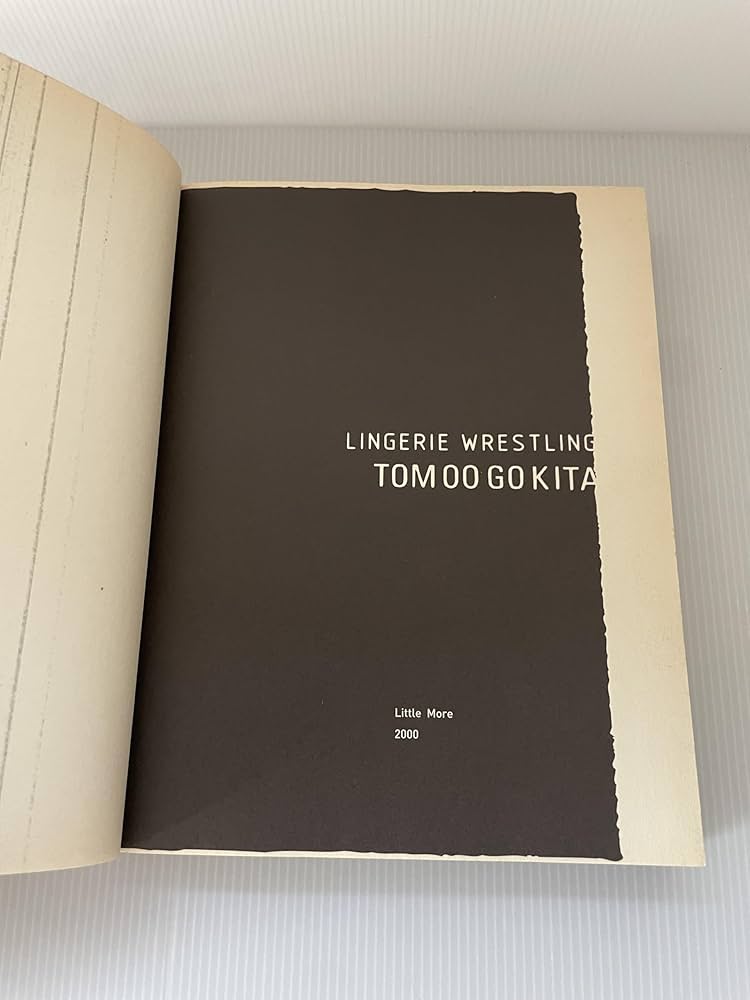 LINGERIE WRESTLING
TOMOO GOKITA
Little More
2000